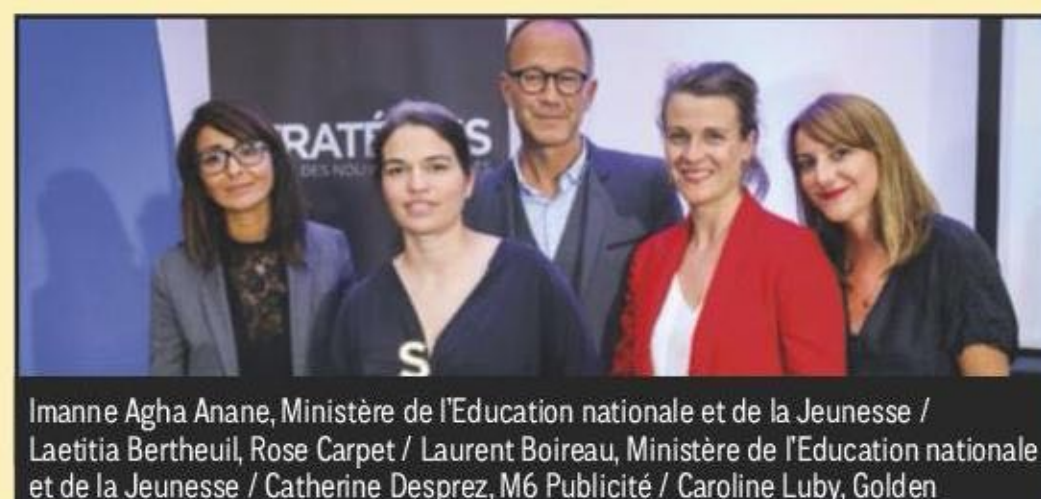 S
Imanne Agha Anane, Ministère de l'Education nationale et de la Jeunesse /
Laetitia Bertheuil, Rose Carpet / Laurent Boireau, Ministère de l'Education nationale
et de la Jeunesse / Catherine Desprez, M6 Publicité / Caroline Luby, Golden